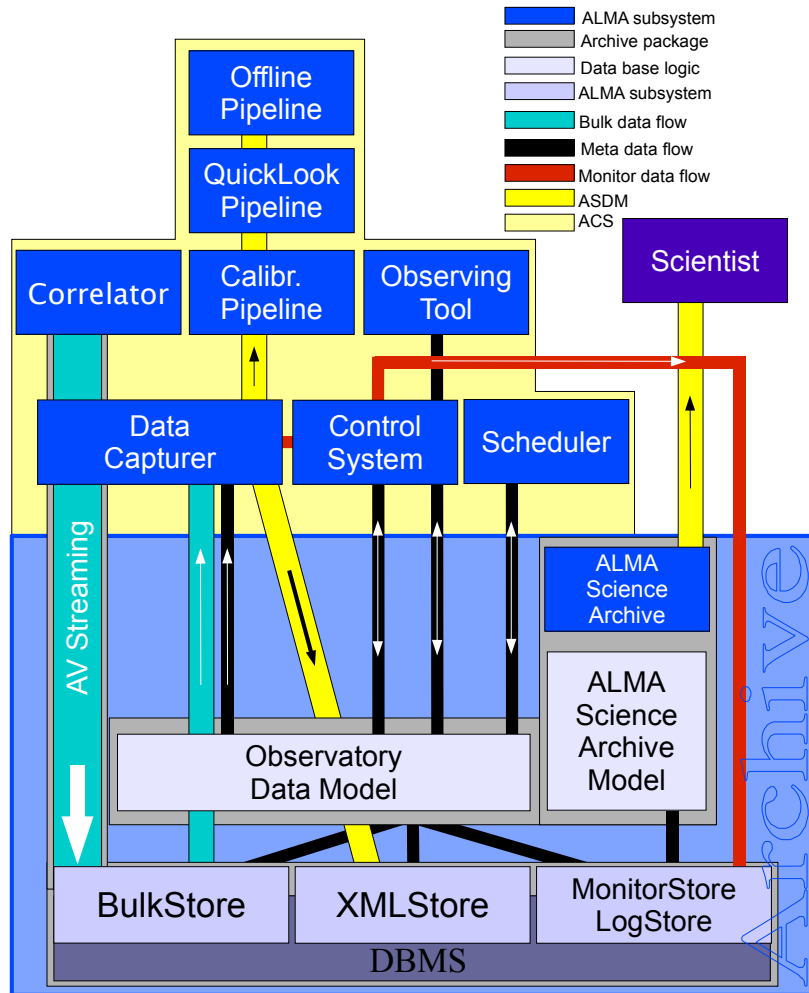 ALMA subsystem
Archive package
Data base logic
ALMA subsystem
Bulk data flow
Meta data flow
Monitor data flow
ASDM
ACS
Offline
Pipeline
QuickLook
Pipeline
Correlator
Calibr.
Pipeline
Observing
Tool
Scientist
Data
Capturer
Control
System
Scheduler
AV Streaming
ALMA
Science
Archive
ALMA
Science
Archive
Model
Observatory
Data Model
Archive
BulkStore
XMLStore
MonitorStore
LogStore
DBMS